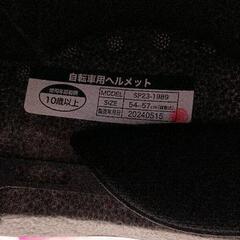 自転車用ヘルメット
使用年齢範囲 MODEL SP23-1989
10歳以上 SIZE 54-57cm
製造年月日 20240515